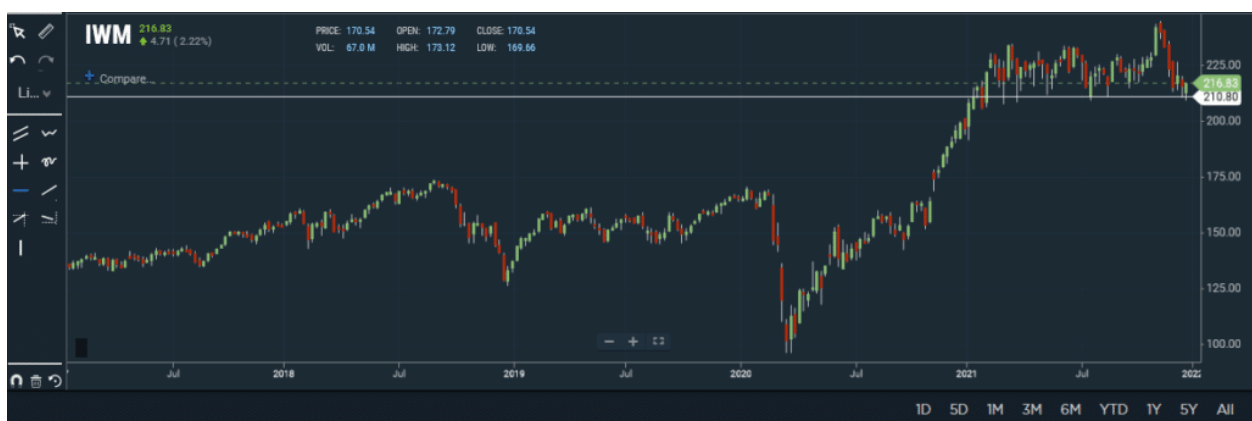 IWM 216.83
4.71 (2.22%)
PRICE: 170.54 OPEN: 172.79 CLOSE: 170.54
VOL: 67.0 M HIGH: 173.12 LOW: 169.66
+ Compare...
Li...
225.00
216.83
210.80
200.00
175.00
150.00
125.00
100.00
Jul 2018 Jul 2019 Jul 2020 Jul 2021 Jul 2022
1D 5D 1M 3M 6M YTD 1Y 5Y All